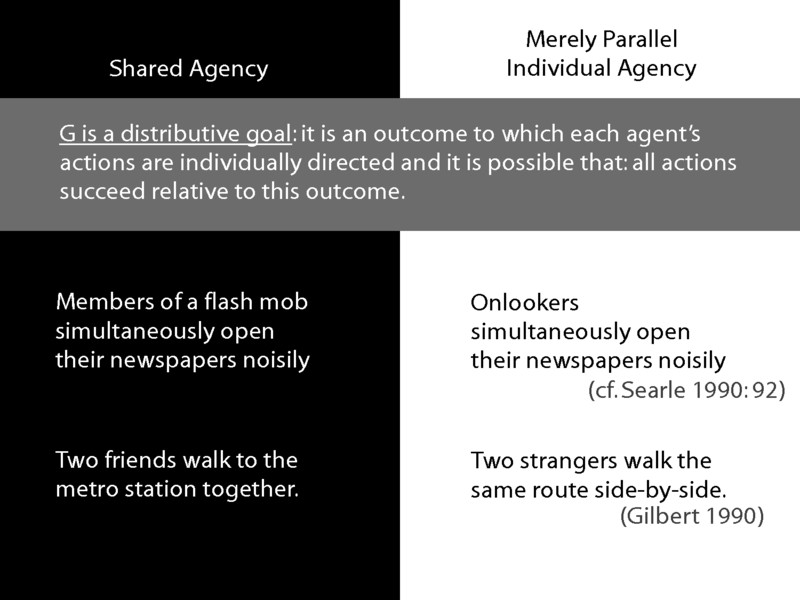 Shared Agency
Merely Parallel
Individual Agency
G is a distributive goal: it is an outcome to which each agent’s
actions are individually directed and it is possible that: all actions
succeed relative to this outcome.
Members of a flash mob
simultaneously open
their newspapers noisily
Onlookers
simultaneously open
their newspapers noisily
(cf. Searle 1990: 92)
Two friends walk to the
metro station together.
Two strangers walk the
same route side-by-side.
(Gilbert 1990)